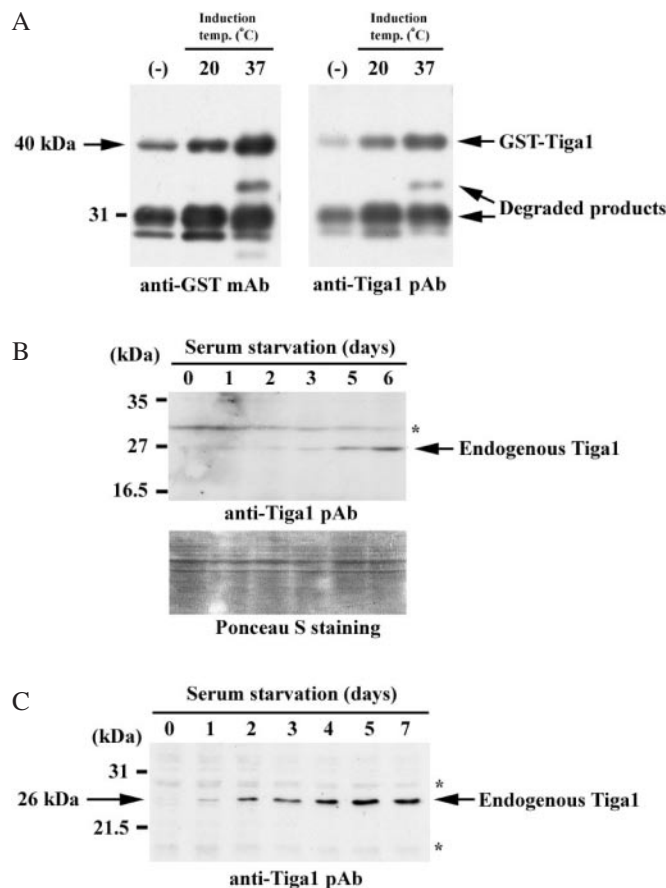 A
Induction
temp. (°C)
Induction
temp. (°C)
(-) 20 37
(-) 20 37
40 kDa
GST-Tiga1
31
Degraded products
anti-GST mAb
anti-Tiga1 pAb
B
(kDa)
Serum starvation (days)
0 1 2 3 5 6
35
*
27
Endogenous Tiga1
16.5
anti-Tiga1 pAb
Ponceau S staining
C
Serum starvation (days)
(kDa)
0 1 2 3 4 5 7
31
*
26 kDa
Endogenous Tiga1
21.5
*
anti-Tiga1 pAb